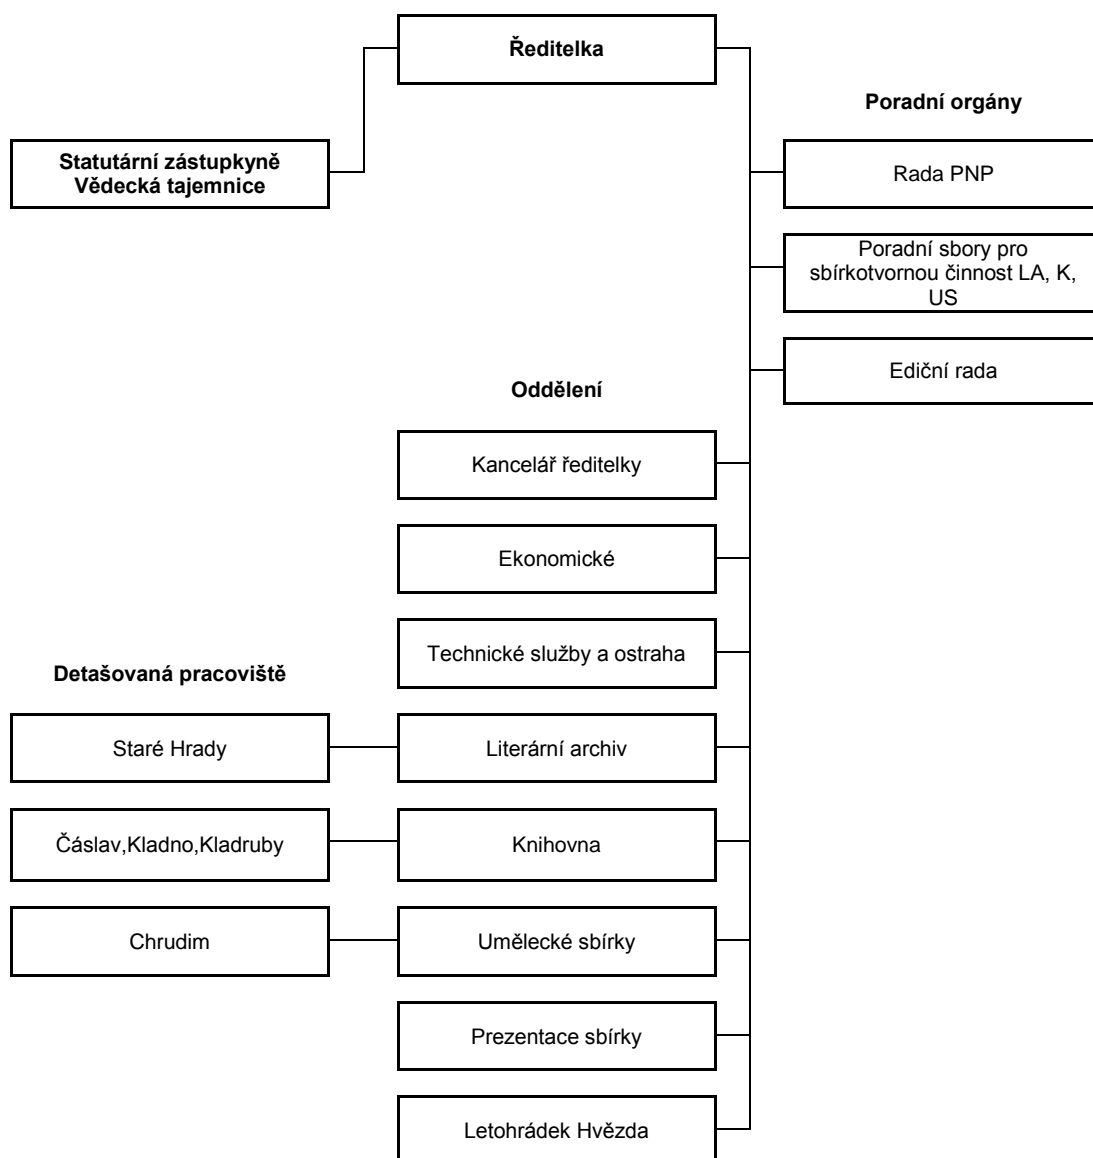 Ředitelka
Poradní orgány
Statutární zástupkyně
Vědecká tajemnice
Rada PNP
Poradní sbory pro
sbírkotvornou činnost LA, K,
US
Ediční rada
Oddělení
Kancelář ředitelky
Ekonomické
Technické služby a ostraha
Detašovaná pracoviště
Staré Hrady
Literární archiv
Čáslav,Kladno,Kladruby
Knihovna
Chrudim
Umělecké sbírky
Prezentace sbírky
Letohrádek Hvězda